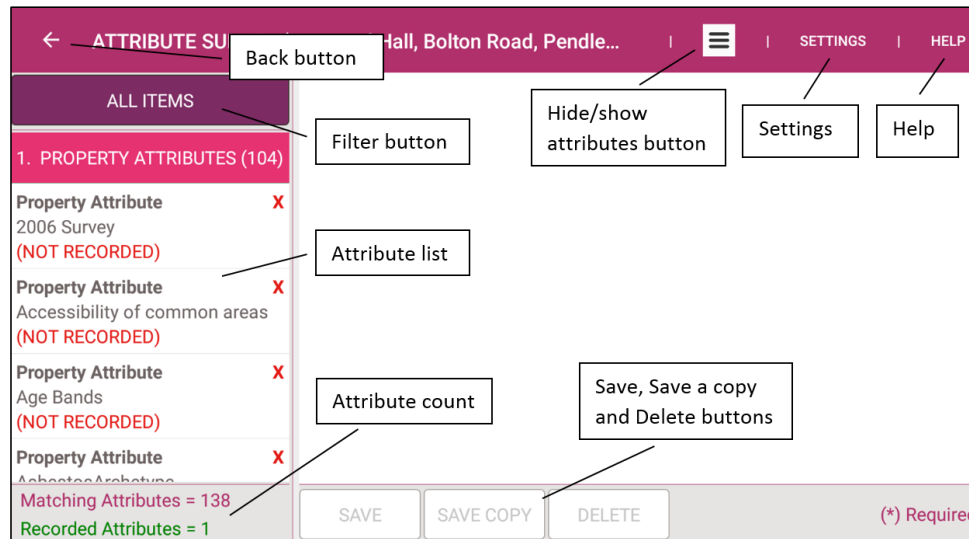 ATTRIBUTE SU Hall, Bolton Road, Pendle... | | SETTINGS | HELP
Back button
ALL ITEMS
Filter button
Hide/show
attributes button
Settings
Help
1. PROPERTY ATTRIBUTES (104)
Property Attribute X
2006 Survey
(NOT RECORDED)
Attribute list
Property Attribute X
Accessibility of common areas
(NOT RECORDED)
Property Attribute X
Age Bands
(NOT RECORDED)
Attribute count
Save, Save a copy
and Delete buttons
Property Attribute X
AsbestosArchetype
Matching Attributes = 138
Recorded Attributes = 1
SAVE SAVE COPY DELETE (*) Required